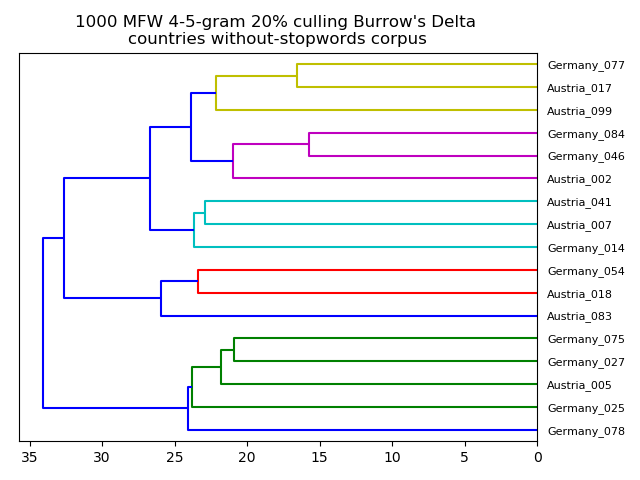 1000 MFW 4-5-gram 20% culling Burrow's Delta
countries without-stopwords corpus
Germany_077
Austria_017
Austria_099
Germany_084
Germany_046
Austria_002
Austria_041
Austria_007
Germany_014
Germany_054
Austria_018
Austria_083
Germany_075
Germany_027
Austria_005
Germany_025
Germany_078
35 30 25 20 15 10 5 0